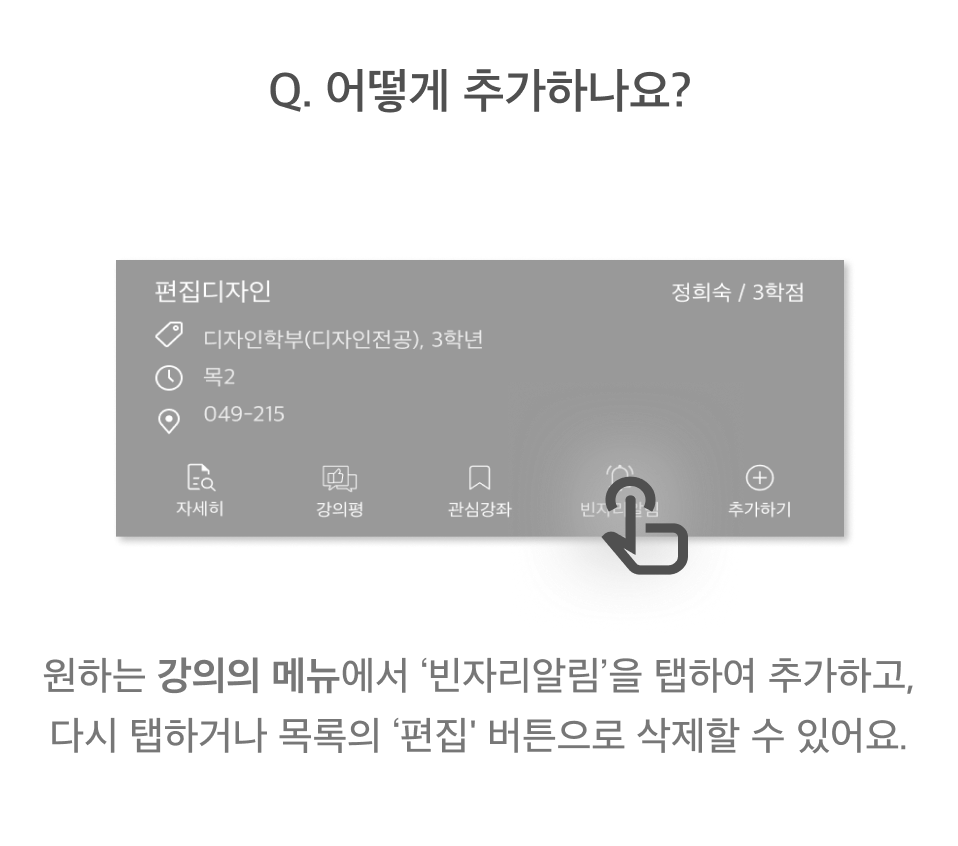 Q. 어떻게 추가하나요?
편집디자인
정희숙 / 3학점
디자인학부(디자인전공), 3학년
목2
049-215
자세히
강의평
관심강좌
빈자리알림
추가하기
원하는 강의의 메뉴에서 ‘빈자리알림’을 탭하여 추가하고,
다시 탭하거나 목록의 ‘편집' 버튼으로 삭제할 수 있어요.